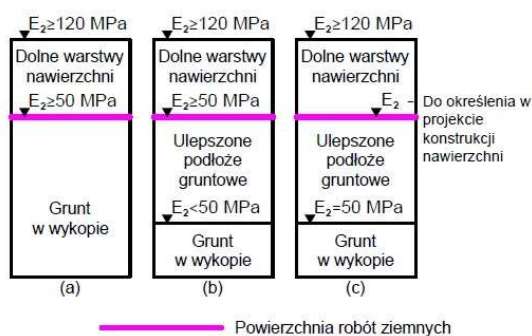 E₂≥120 MPa
Dolne warstwy
nawierzchni
E₂≥50 MPa
Grunt
w wykopie
(a)
E₂≥120 MPa
Dolne warstwy
nawierzchni
E₂≥50 MPa
Ulepszone
podłoże
gruntowe
E₂<50 MPa
Grunt
w wykopie
(b)
E₂≥120 MPa
Dolne warstwy
nawierzchni
E₂ -
Do określenia w
projekcie
konstrukcji
nawierzchni
Ulepszone
podłoże
gruntowe
E₂=50 MPa
Grunt
w wykopie
(c)
Powierzchnia robót ziemnych